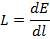 L = dE/dl